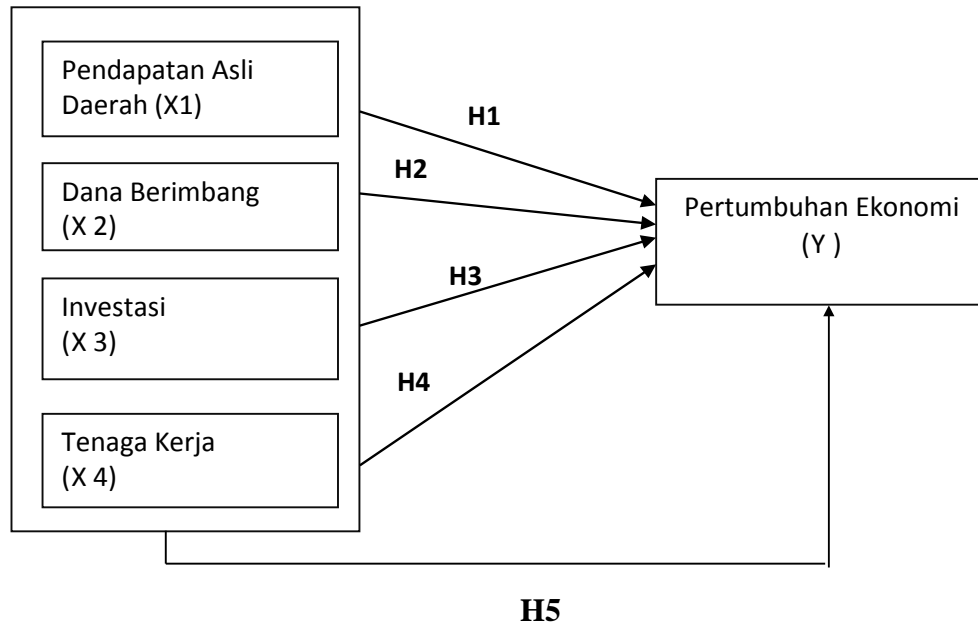 Pendapatan Asli
Daerah (X1)
Dana Berimbang
(X 2)
Investasi
(X 3)
Tenaga Kerja
(X 4)
H1
H2
H3
H4
Pertumbuhan Ekonomi
(Y )
H5